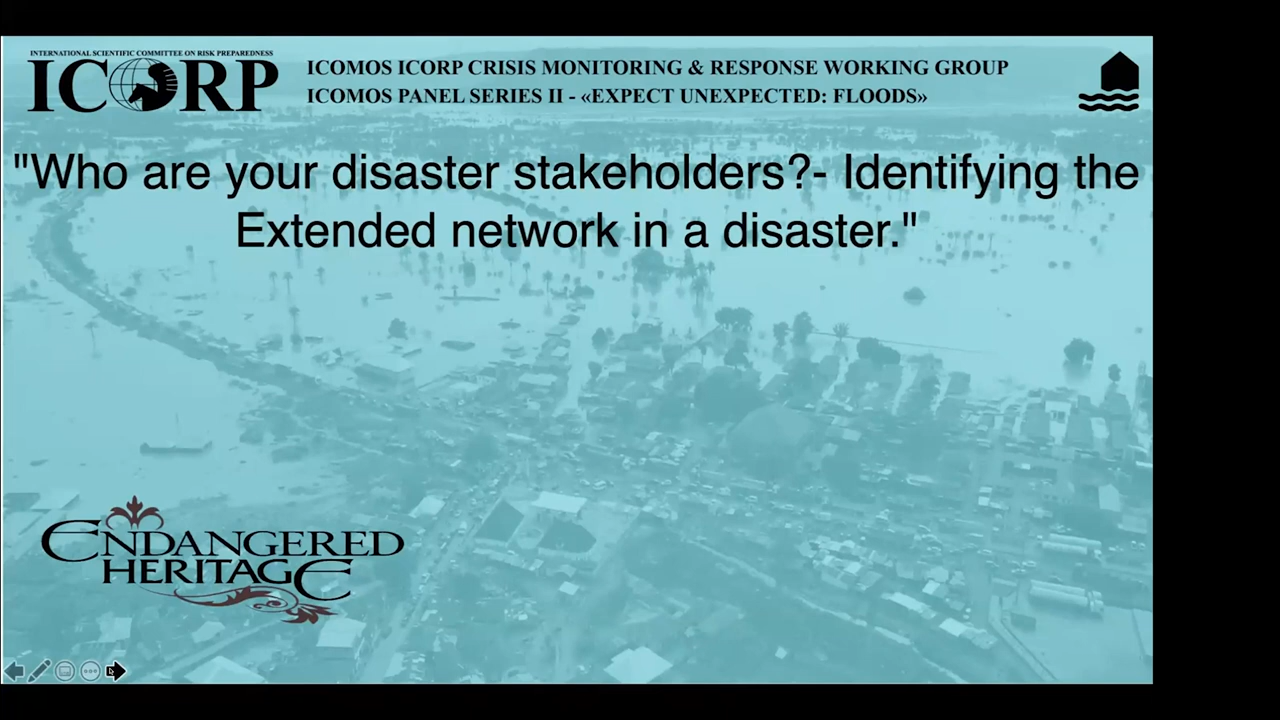 INTERNATIONAL SCIENTIFIC COMMITTEE ON RISK PREPAREDNESS
ICORP
ICOMOS ICORP CRISIS MONITORING & RESPONSE WORKING GROUP
ICOMOS PANEL SERIES II - «EXPECT UNEXPECTED: FLOODS»
"Who are your disaster stakeholders?- Identifying the
Extended network in a disaster."
ENDANGERED
HERITAGE